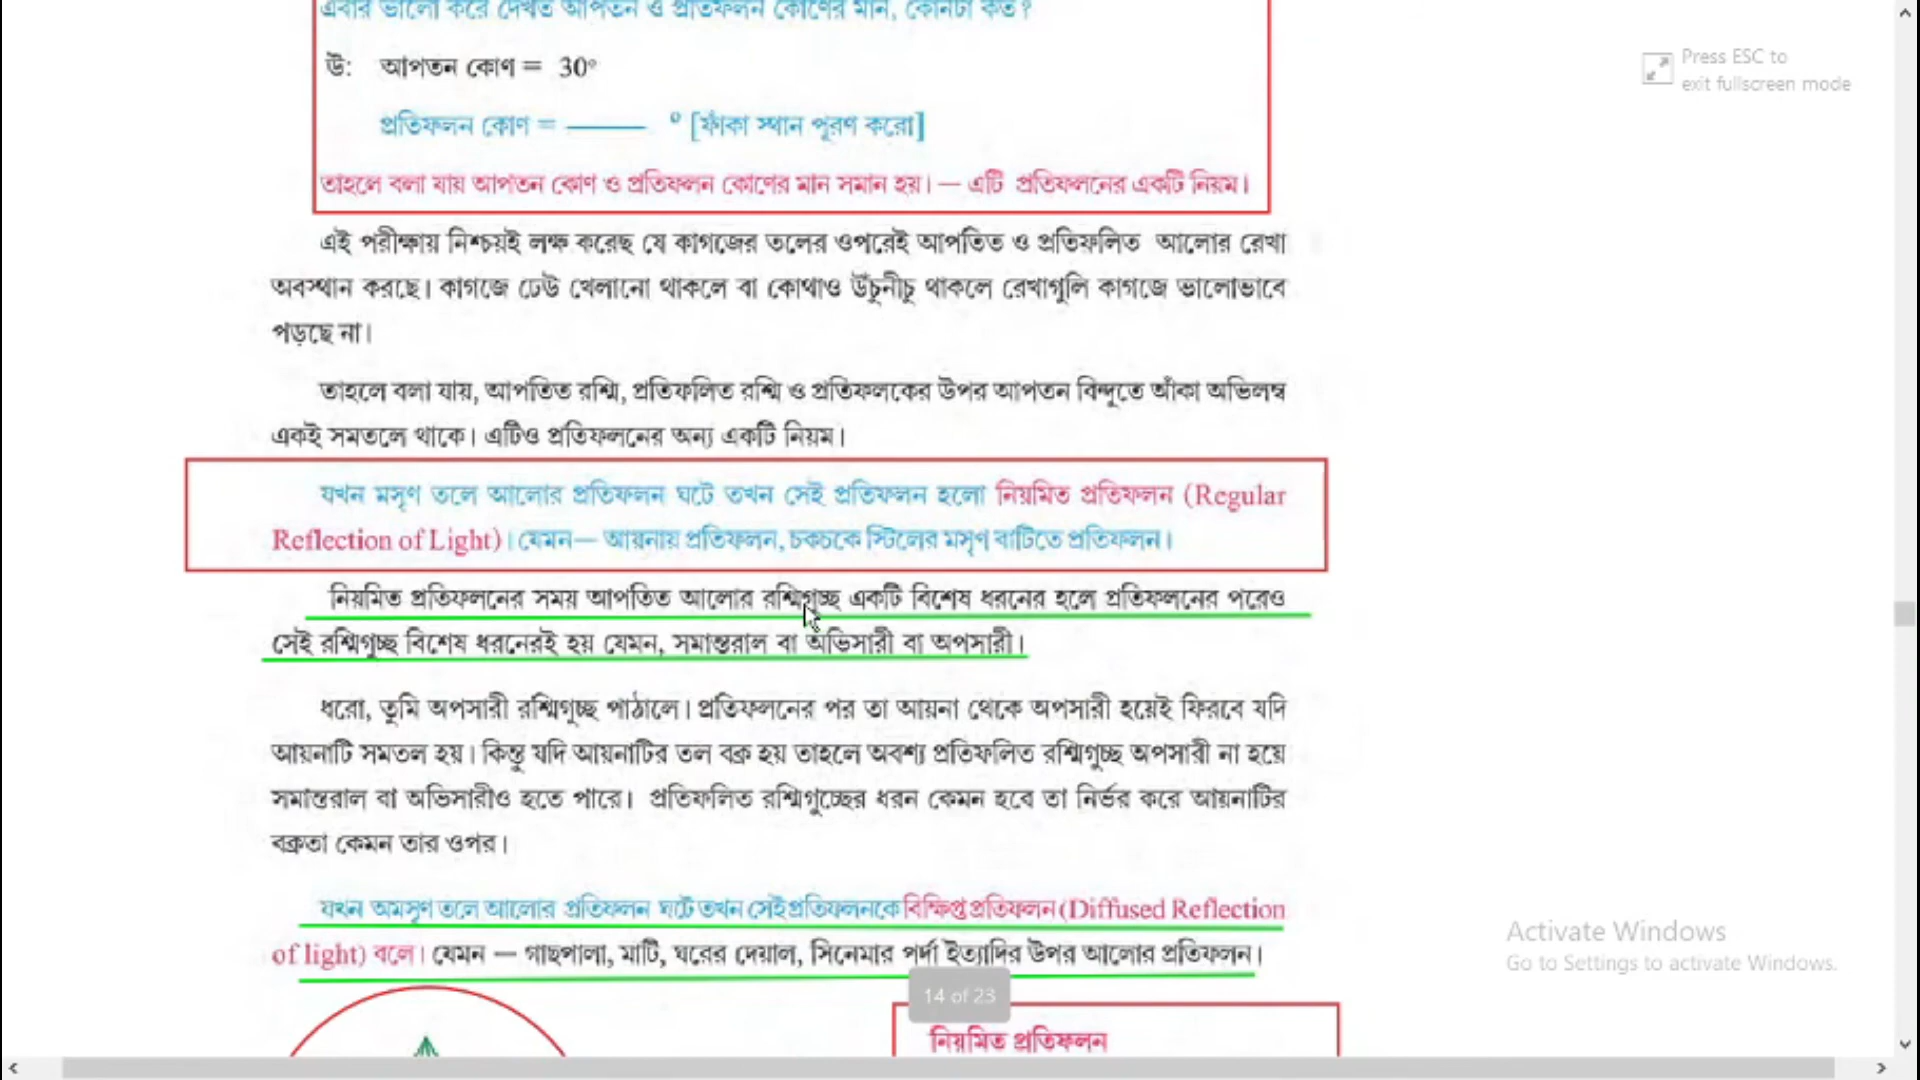 এবার ভালো করে দেখত আপতন ও প্রতিফলন কোণের মান, কোনটা কত?
উ: আপতন কোণ = 30°
প্রতিফলন কোণ = ——— ° [ফাঁকা স্থান পূরণ করো]
তাহলে বলা যায় আপতন কোণ ও প্রতিফলন কোণের মান সমান হয়। — এটি প্রতিফলনের একটি নিয়ম।
এই পরীক্ষায় নিশ্চয়ই লক্ষ করেছ যে কাগজের তলের ওপরেই আপতিত ও প্রতিফলিত আলোর রেখা
অবস্থান করছে। কাগজে ঢেউ খেলানো থাকলে বা কোথাও উঁচুনীচু থাকলে রেখাগুলি কাগজে ভালোভাবে
পড়ছে না।
তাহলে বলা যায়, আপতিত রশ্মি, প্রতিফলিত রশ্মি ও প্রতিফলকের উপর আপতন বিন্দুতে আঁকা অভিলম্ব
একই সমতলে থাকে। এটিও প্রতিফলনের অন্য একটি নিয়ম।
যখন মসৃণ তলে আলোর প্রতিফলন ঘটে তখন সেই প্রতিফলন হলো নিয়মিত প্রতিফলন (Regular
Reflection of Light)। যেমন— আয়নায় প্রতিফলন, চকচকে স্টিলের মসৃণ বাটিতে প্রতিফলন।
নিয়মিত প্রতিফলনের সময় আপতিত আলোর রশ্মিগুচ্ছ একটি বিশেষ ধরনের হলে প্রতিফলনের পরেও
সেই রশ্মিগুচ্ছ বিশেষ ধরনেরই হয় যেমন, সমান্তরাল বা অভিসারী বা অপসারী।
ধরো, তুমি অপসারী রশ্মিগুচ্ছ পাঠালে। প্রতিফলনের পর তা আয়না থেকে অপসারী হয়েই ফিরবে যদি
আয়নাটি সমতল হয়। কিন্তু যদি আয়নাটির তল বক্র হয় তাহলে অবশ্য প্রতিফলিত রশ্মিগুচ্ছ অপসারী না হয়ে
সমান্তরাল বা অভিসারীও হতে পারে। প্রতিফলিত রশ্মিগুচ্ছের ধরন কেমন হবে তা নির্ভর করে আয়নাটির
বক্রতা কেমন তার ওপর।
যখন অমসৃণ তলে আলোর প্রতিফলন ঘটে তখন সেই প্রতিফলনকে বিক্ষিপ্ত প্রতিফলন (Diffused Reflection
of light) বলে। যেমন — গাছপালা, মাটি, ঘরের দেয়াল, সিনেমার পর্দা ইত্যাদির উপর আলোর প্রতিফলন।
নিয়মিত প্রতিফলন
14 of 23
Press ESC to
exit fullscreen mode
Activate Windows
Go to Settings to activate Windows.